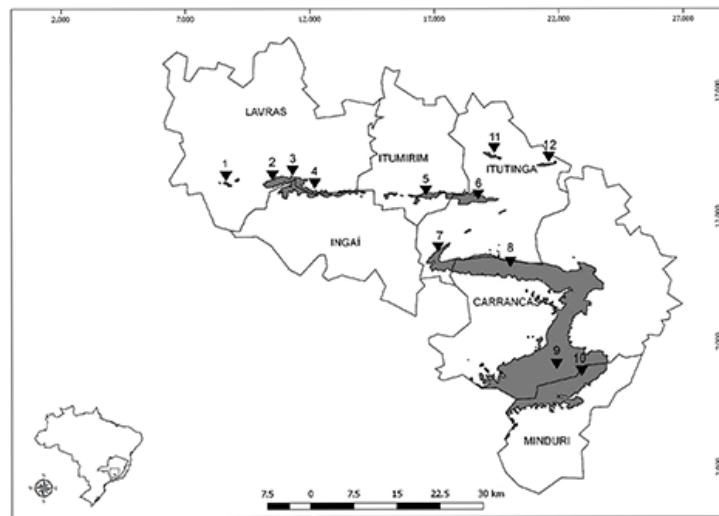 2.000 7.000 12.000 17.000 22.000 27.000
LAVRAS
11
12
ITUMIRIM
ITUTINGA
1 2 3 4 5 6
INGAÍ
7 8
CARRANCAS
9 10
MINDURI
7.5 0 7.5 15 22.5 30 km